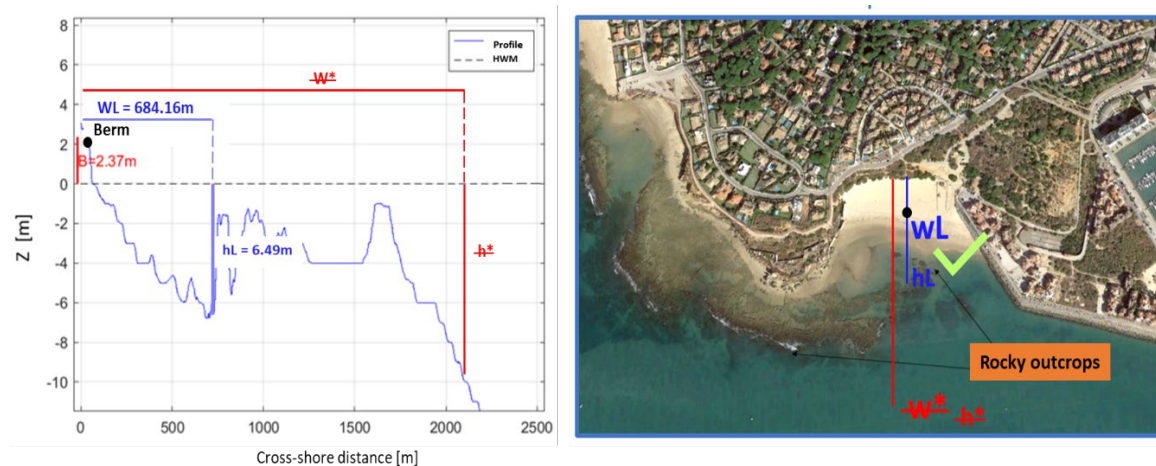 8
6
4
2
0
-2
-4
-6
-8
-10
Z [m]
Profile
HWM
W*
WL = 684.16m
Berm
B=2.37m
hL = 6.49m
h*
0
500
1000
1500
2000
2500
Cross-shore distance [m]
wL
hL
Rocky outcrops
W*
h*